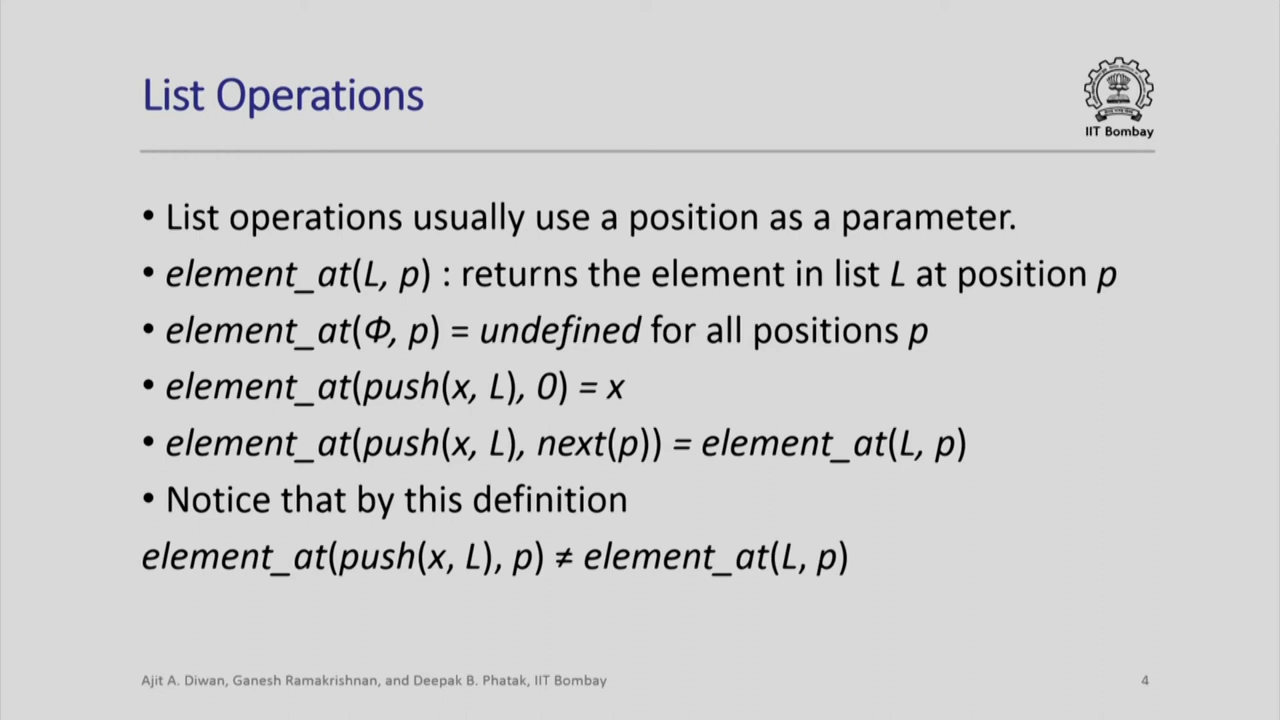 List Operations
IIT Bombay
• List operations usually use a position as a parameter.
• element_at(L, p) : returns the element in list L at position p
• element_at(Φ, p) = undefined for all positions p
• element_at(push(x, L), 0) = x
• element_at(push(x, L), next(p)) = element_at(L, p)
• Notice that by this definition
element_at(push(x, L), p) ≠ element_at(L, p)
Ajit A. Diwan, Ganesh Ramakrishnan, and Deepak B. Phatak, IIT Bombay
4